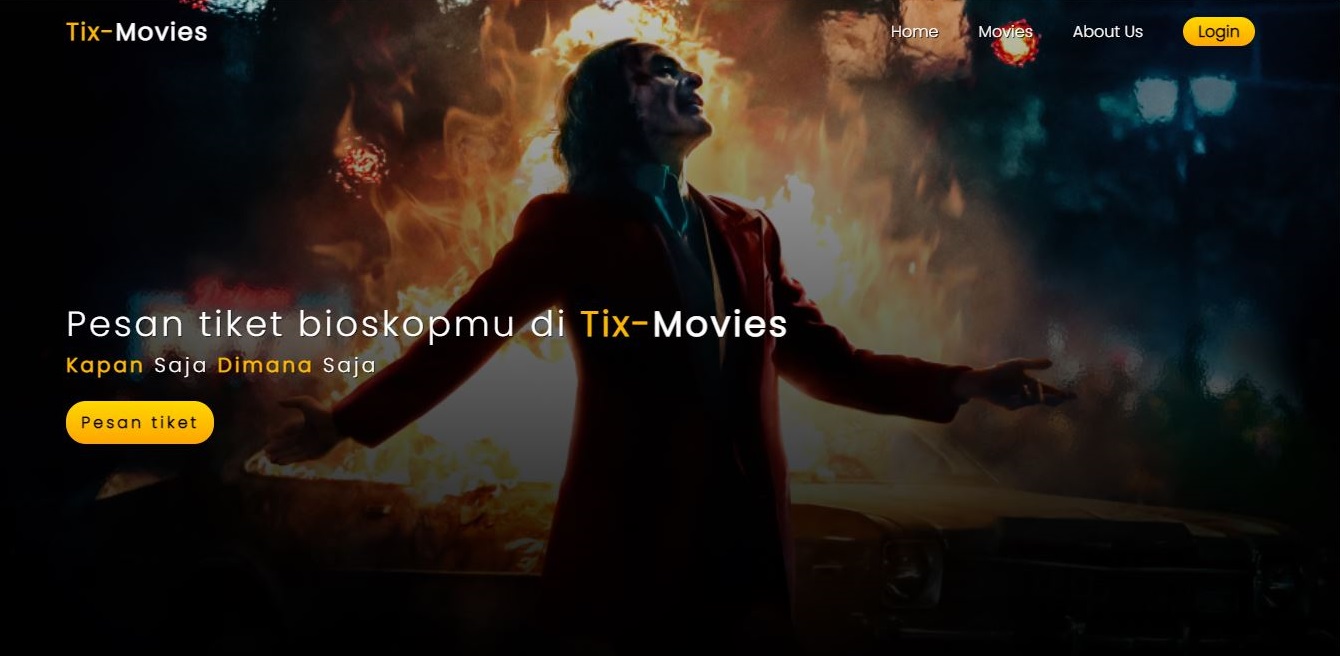 Tix-Movies
Home Movies About Us Login
Pesan tiket bioskopmu di Tix-Movies
Kapan Saja Dimana Saja
Pesan tiket